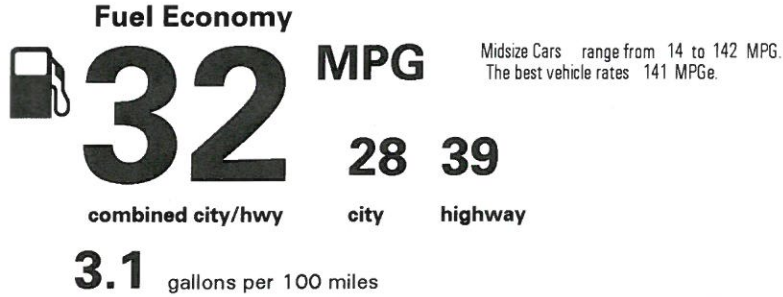 Fuel Economy
32 MPG
Midsize Cars range from 14 to 142 MPG.
The best vehicle rates 141 MPGe.
28 39
combined city/hwy city highway
3.1 gallons per 100 miles